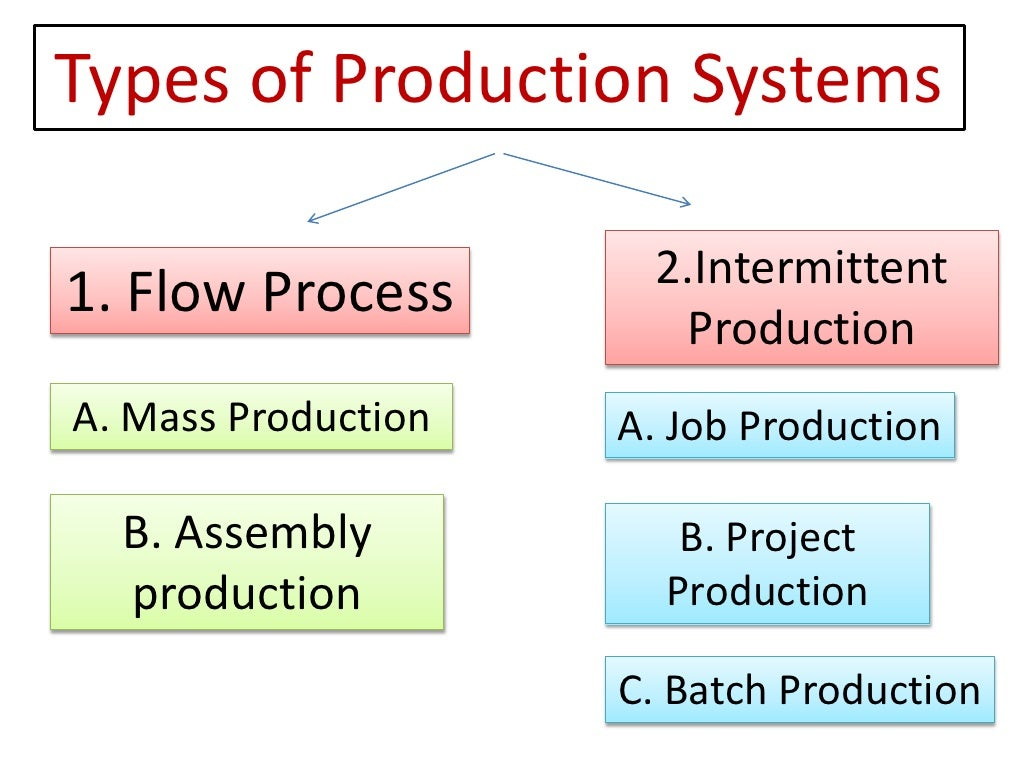 Types of Production Systems
1. Flow Process
A. Mass Production
B. Assembly
production
2.Intermittent
Production
A. Job Production
B. Project
Production
C. Batch Production